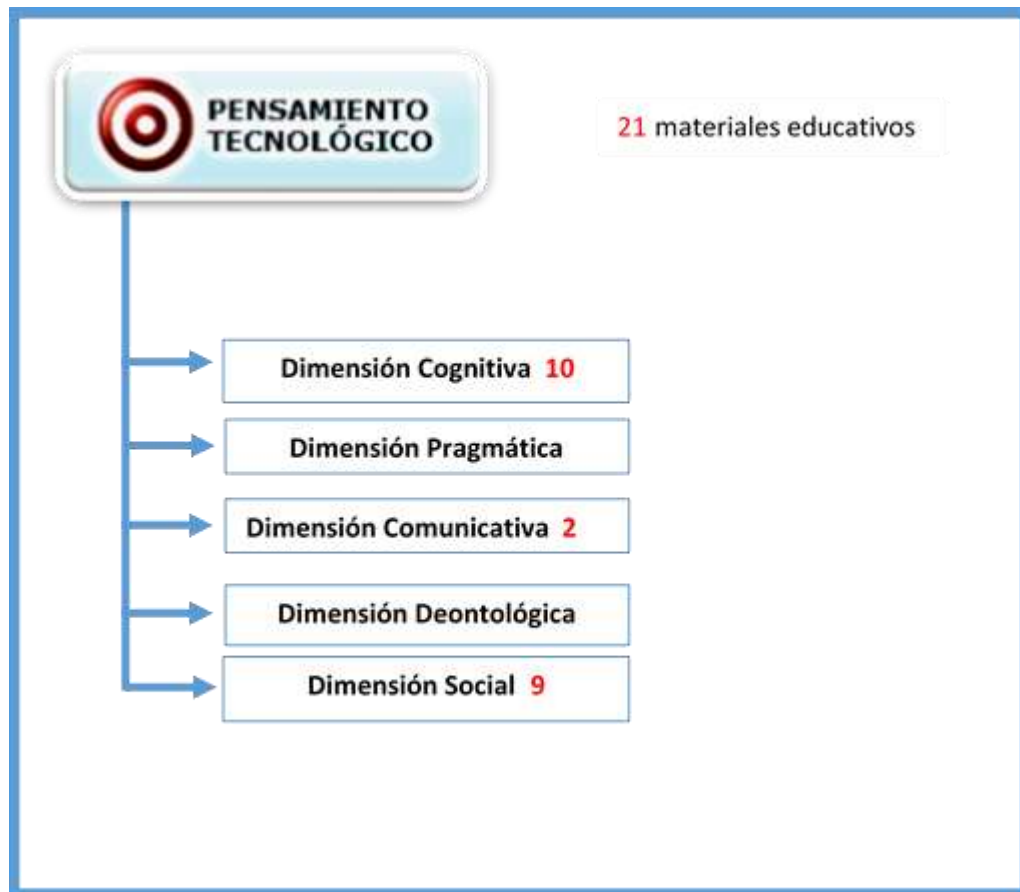 PENSAMIENTO
TECNOLÓGICO
21 materiales educativos
Dimensión Cognitiva 10
Dimensión Pragmática
Dimensión Comunicativa 2
Dimensión Deontológica
Dimensión Social 9